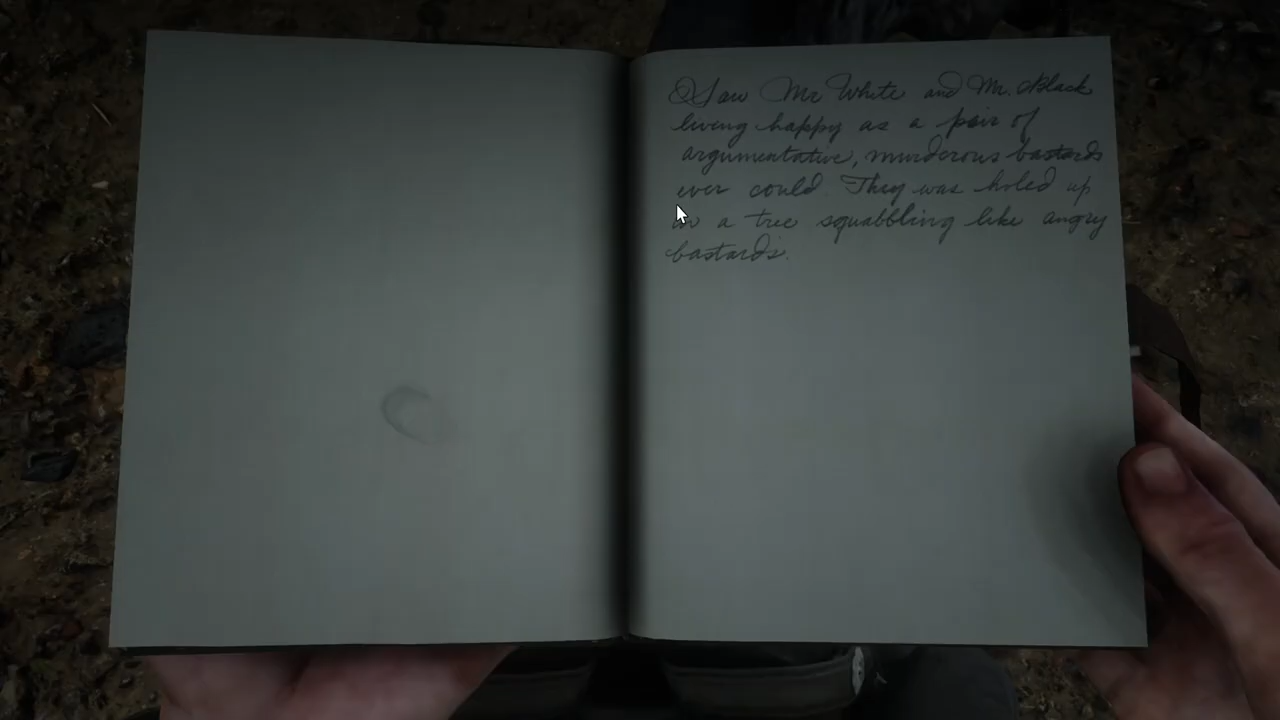 Saw Mr White and Mr. Black
living happy as a pair of
argumentative, murderous bastards
ever could. They was holed up
in a tree squabbling like angry
bastards.